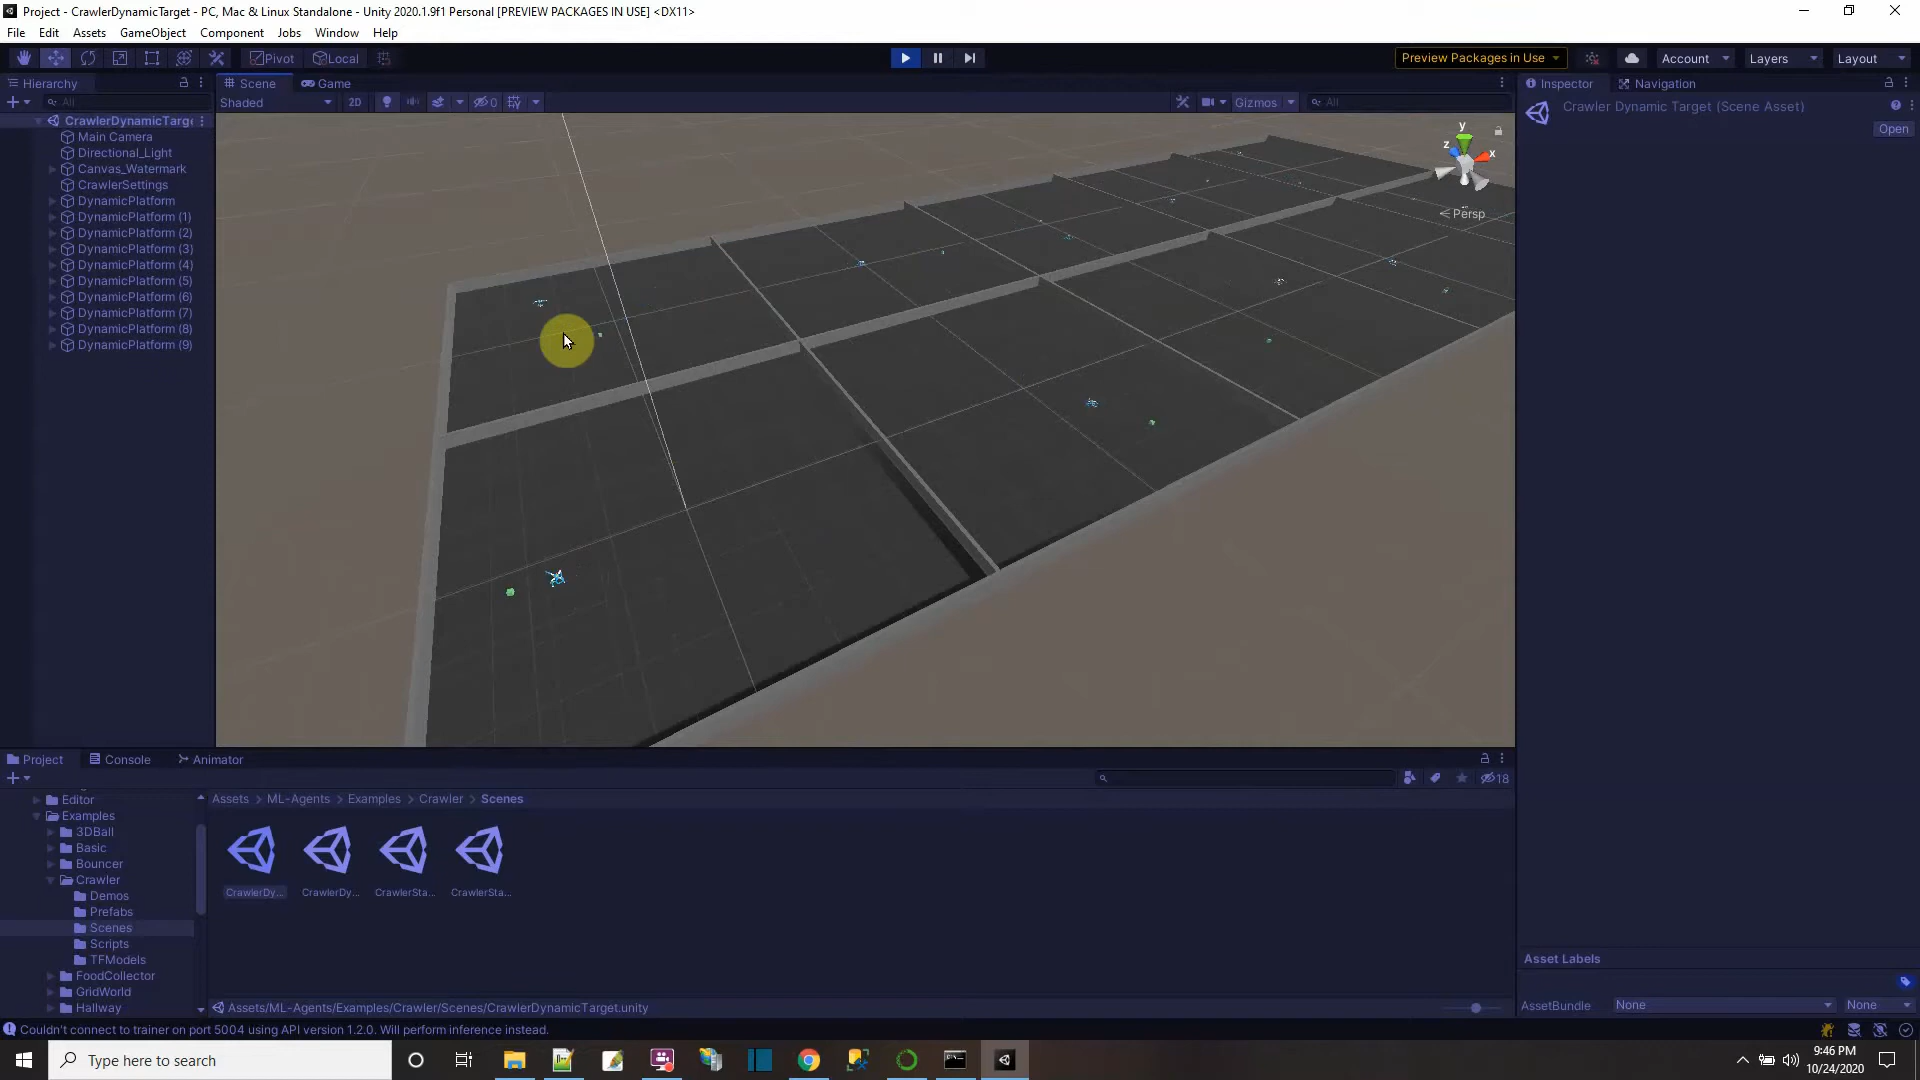 Project - CrawlerDynamicTarget - PC, Mac & Linux Standalone - Unity 2020.1.9f1 Personal [PREVIEW PACKAGES IN USE] <DX11>
File Edit Assets GameObject Component Jobs Window Help
Pivot Local Preview Packages in Use Account Layers Layout
Hierarchy Scene Game Inspector Navigation
All Shaded 2D 0 Gizmos All Crawler Dynamic Target (Scene Asset)
Open
CrawlerDynamicTarge
Main Camera
Directional_Light
Canvas_Watermark
CrawlerSettings
DynamicPlatform
DynamicPlatform (1)
DynamicPlatform (2)
DynamicPlatform (3)
DynamicPlatform (4)
DynamicPlatform (5)
DynamicPlatform (6)
DynamicPlatform (7)
DynamicPlatform (8)
DynamicPlatform (9)
y
z x
< Persp
Project Console Animator
18
Assets > ML-Agents > Examples > Crawler > Scenes
Editor
Examples
3DBall
Basic
Bouncer
Crawler
Demos
Prefabs
Scenes
Scripts
TFModels
FoodCollector
GridWorld
Hallway
CrawlerDy... CrawlerDy... CrawlerSta... CrawlerSta...
Assets/ML-Agents/Examples/Crawler/Scenes/CrawlerDynamicTarget.unity
Asset Labels
AssetBundle None None
Couldn't connect to trainer on port 5004 using API version 1.2.0. Will perform inference instead.
Type here to search
9:46 PM
10/24/2020